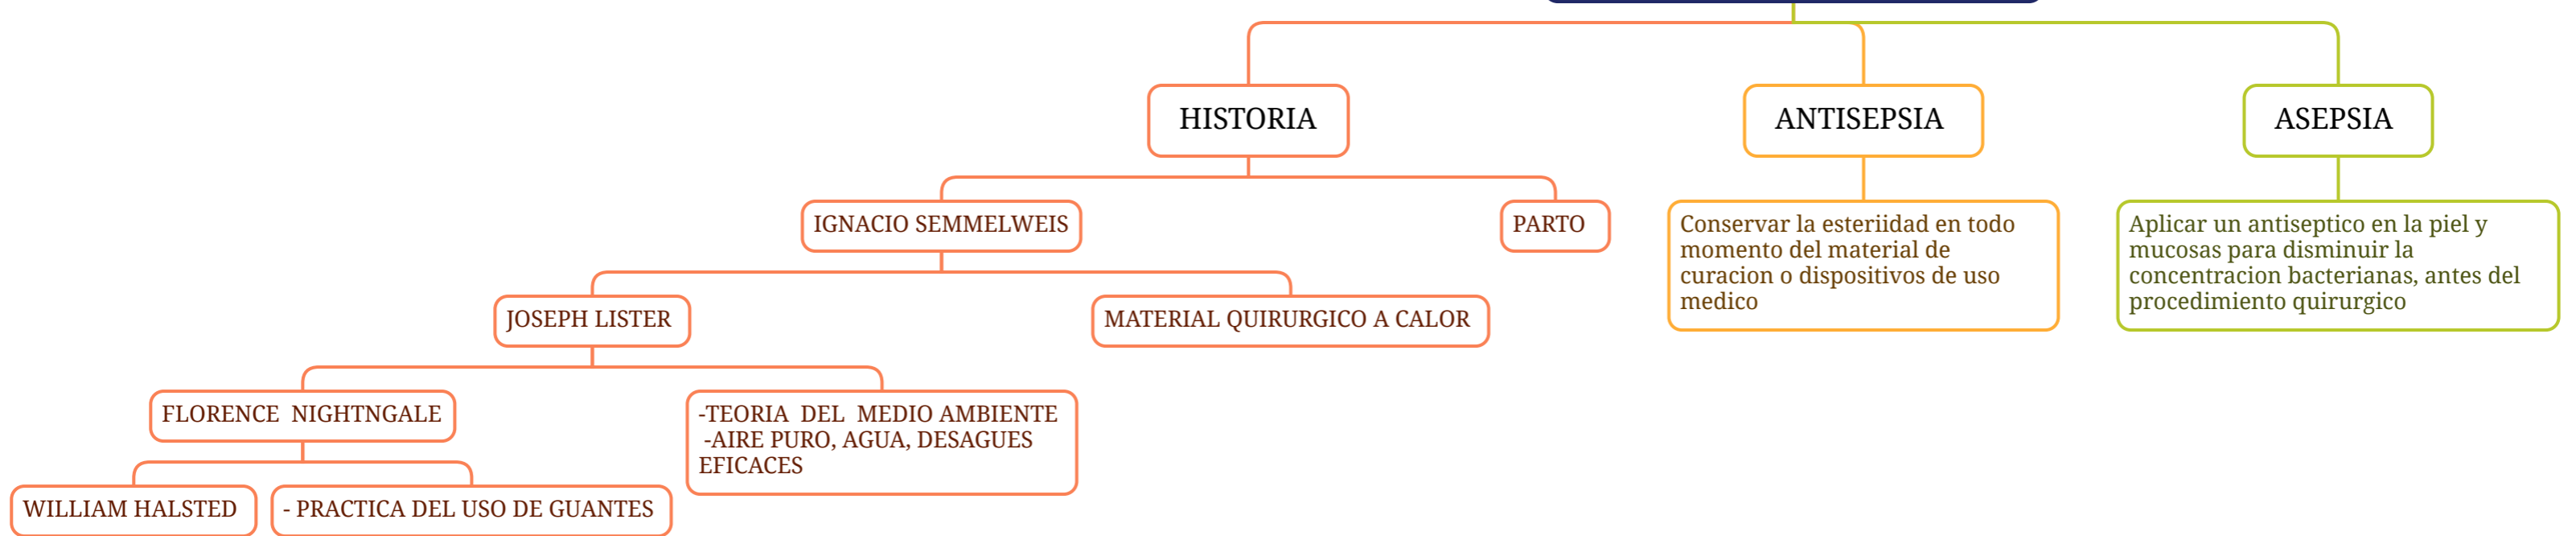 HISTORIA
ANTISEPSIA
ASEPSIA
IGNACIO SEMMELWEIS
PARTO
Conservar la esteriidad en todo
momento del material de
curacion o dispositivos de uso
medico
Aplicar un antiseptico en la piel y
mucosas para disminuir la
concentracion bacterianas, antes del
procedimiento quirurgico
JOSEPH LISTER
MATERIAL QUIRURGICO A CALOR
FLORENCE  NIGHTNGALE
-TEORIA  DEL  MEDIO AMBIENTE
-AIRE PURO, AGUA, DESAGUES
EFICACES
WILLIAM HALSTED
- PRACTICA DEL USO DE GUANTES